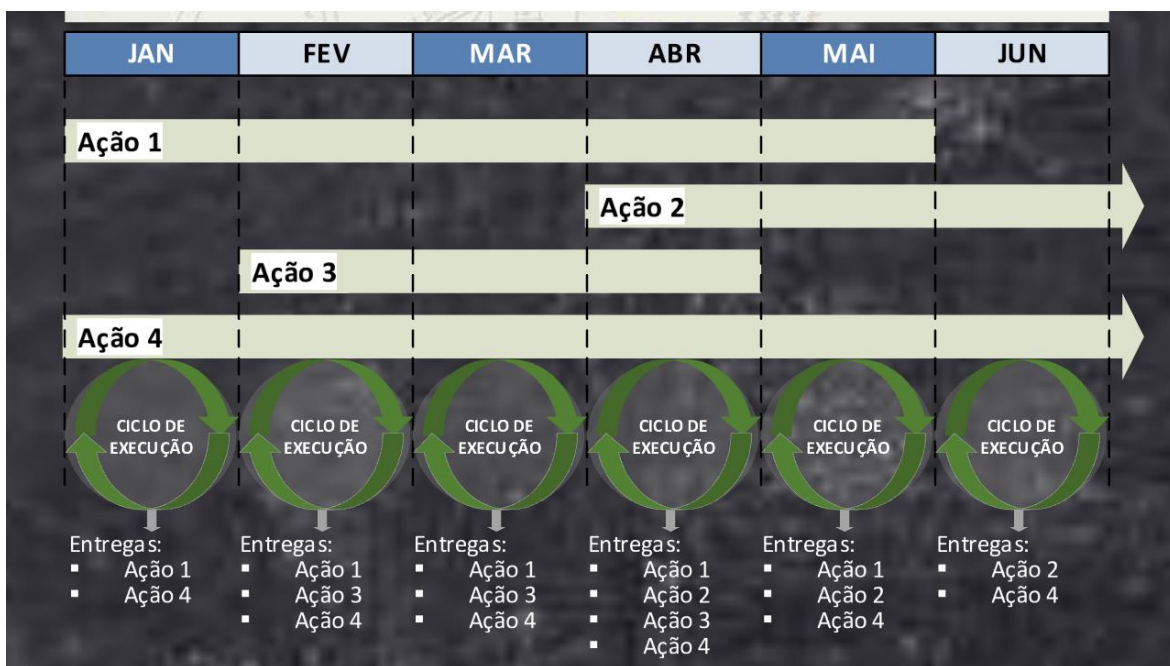 JAN
FEV
MAR
ABR
MAI
JUN
Ação 1
Ação 2
Ação 3
Ação 4
CICLO DE
EXECUÇÃO
CICLO DE
EXECUÇÃO
CICLO DE
EXECUÇÃO
CICLO DE
EXECUÇÃO
CICLO DE
EXECUÇÃO
CICLO DE
EXECUÇÃO
Entregas:
▪ Ação 1
▪ Ação 4
Entregas:
▪ Ação 1
▪ Ação 3
▪ Ação 4
Entregas:
▪ Ação 1
▪ Ação 3
▪ Ação 4
Entregas:
▪ Ação 1
▪ Ação 2
▪ Ação 3
▪ Ação 4
Entregas:
▪ Ação 1
▪ Ação 2
▪ Ação 4
Entregas:
▪ Ação 2
▪ Ação 4